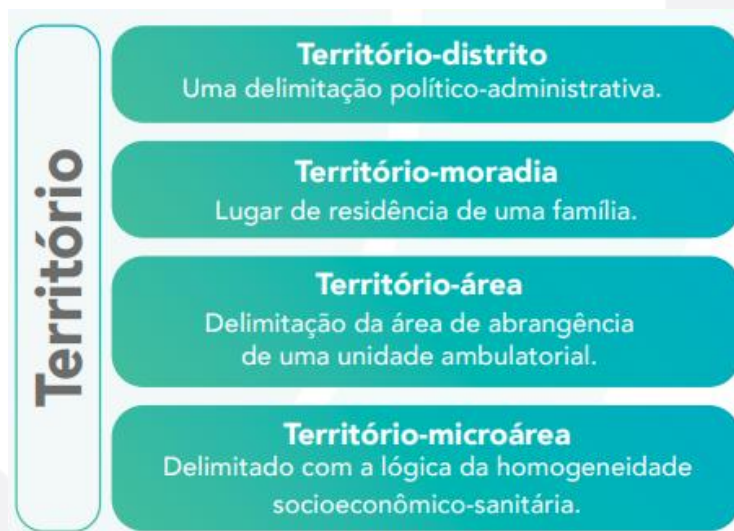 Território
Território-distrito
Uma delimitação político-administrativa.
Território-moradia
Lugar de residência de uma família.
Território-área
Delimitação da área de abrangência
de uma unidade ambulatorial.
Território-microárea
Delimitado com a lógica da homogeneidade
socioeconômico-sanitária.